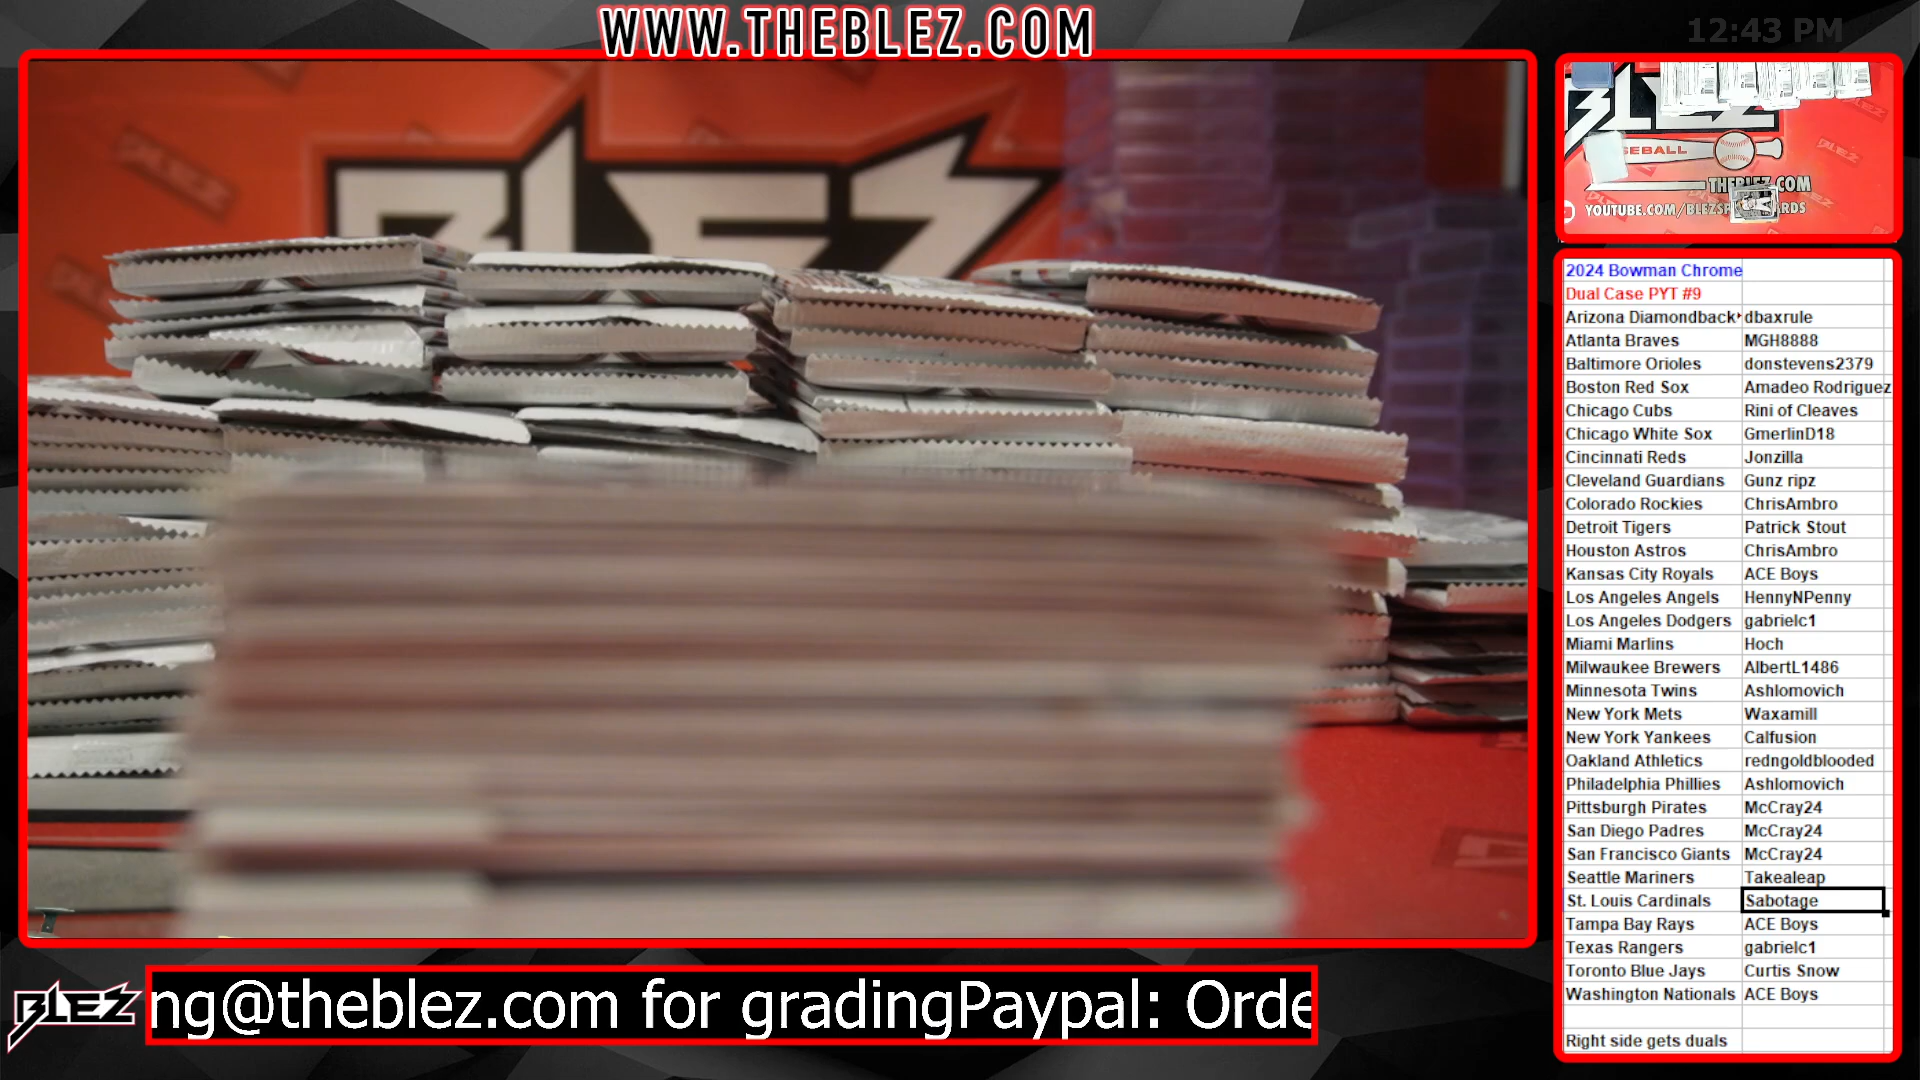 WWW.THEBLEZ.COM
12:43 PM
BLEZ
BLEZ
BLEZ
SEBALL
THEBLEZ.COM
YOUTUBE.COM/BLEZSP RDS
2024 Bowman Chrome
Dual Case PYT #9
Arizona Diamondback dbaxrule
Atlanta Braves MGH8888
Baltimore Orioles donstevens2379
Boston Red Sox Amadeo Rodriguez
Chicago Cubs Rini of Cleaves
Chicago White Sox GmerlinD18
Cincinnati Reds Jonzilla
Cleveland Guardians Gunz ripz
Colorado Rockies ChrisAmbro
Detroit Tigers Patrick Stout
Houston Astros ChrisAmbro
Kansas City Royals ACE Boys
Los Angeles Angels HennyNPenny
Los Angeles Dodgers gabrielc1
Miami Marlins Hoch
Milwaukee Brewers AlbertL1486
Minnesota Twins Ashlomovich
New York Mets Waxamill
New York Yankees Calfusion
Oakland Athletics redngoldblooded
Philadelphia Phillies Ashlomovich
Pittsburgh Pirates McCray24
San Diego Padres McCray24
San Francisco Giants McCray24
Seattle Mariners Takealeap
St. Louis Cardinals Sabotage
Tampa Bay Rays ACE Boys
Texas Rangers gabrielc1
Toronto Blue Jays Curtis Snow
Washington Nationals ACE Boys
Right side gets duals
BLEZ
ng@theblez.com for gradingPaypal: Orde